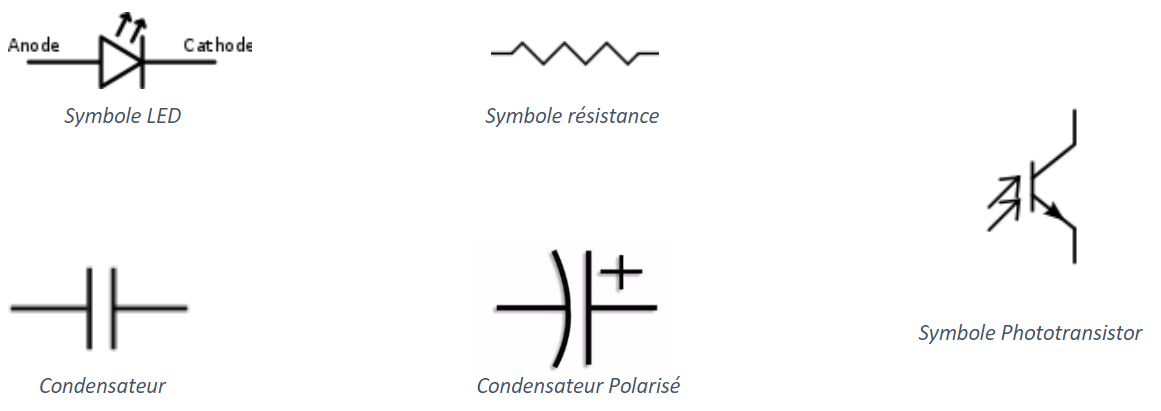 Anode
Cathode
Symbole LED
Symbole résistance
+
Symbole Phototransistor
Condensateur
Condensateur Polarisé